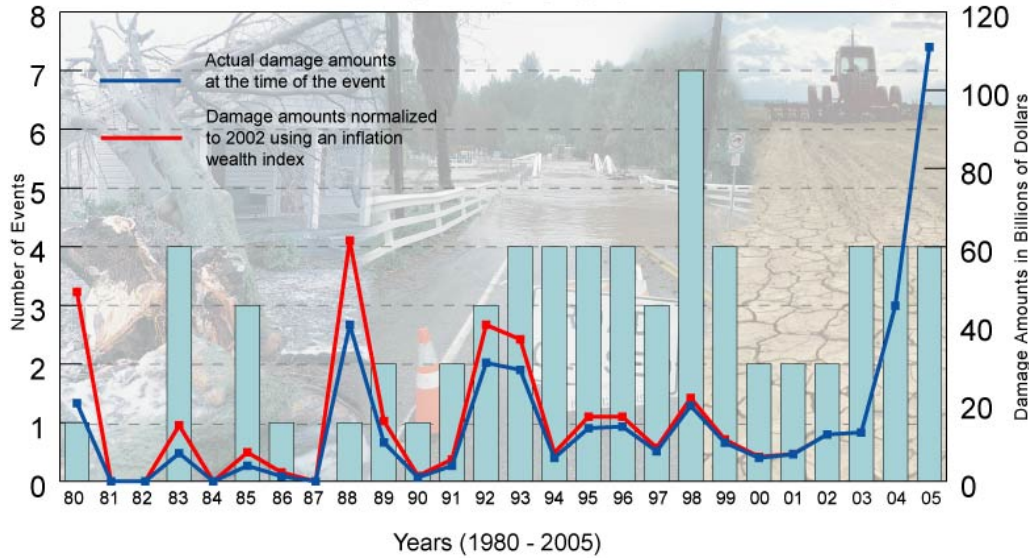 8
7
6
5
4
3
2
1
0
Number of Events
Actual damage amounts
at the time of the event
Damage amounts normalized
to 2002 using an inflation
wealth index
120
100
80
60
40
20
0
Damage Amounts in Billions of Dollars
80 81 82 83 84 85 86 87 88 89 90 91 92 93 94 95 96 97 98 99 00 01 02 03 04 05
Years (1980 - 2005)